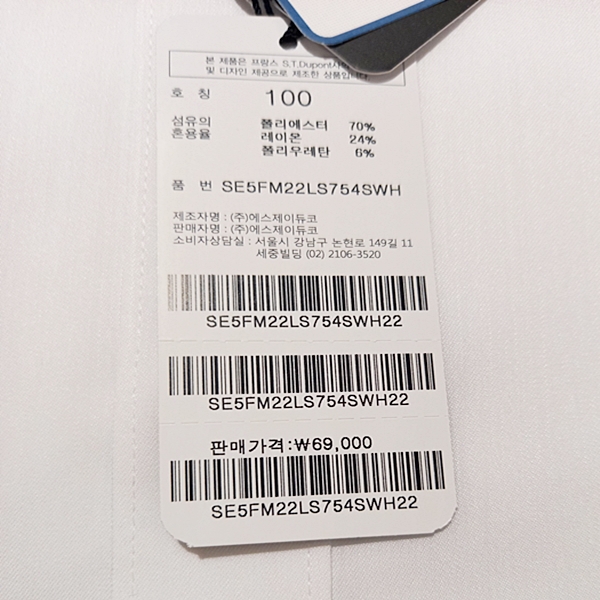 본 제품은 프랑스 S.T.Dupont사의
및 디자인 제공으로 제조한 상품입니다.
호 칭 100
섬유의 폴리에스터 70%
혼용율 레이온 24%
폴리우레탄 6%
품 번 SE5FM22LS754SWH
제조자명 : (주)에스제이듀코
판매자명 : (주)에스제이듀코
소비자상담실 : 서울시 강남구 논현로 149길 11
세중빌딩 (02) 2106-3520
SE5FM22LS754SWH22
SE5FM22LS754SWH22
판매가격:₩69,000
SE5FM22LS754SWH22